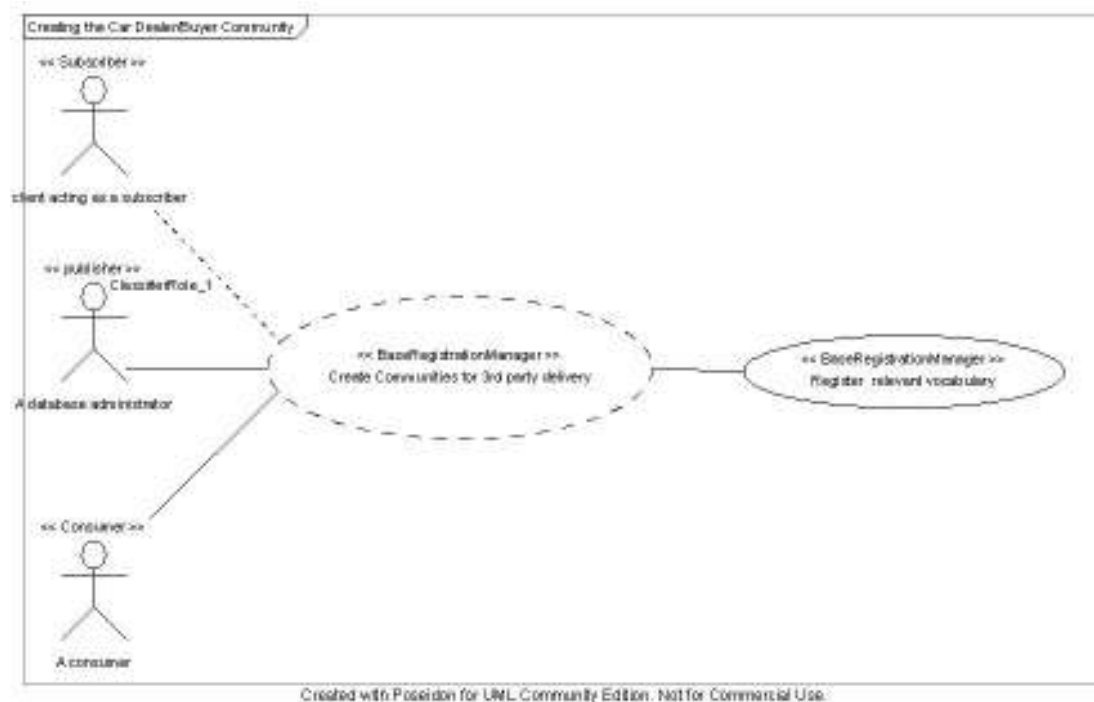 Creating the Car Dealer/Buyer Community
<< Subscriber >>
client acting as a subscriber
<< publisher >>
ClassifierRole_1
A database administrator
<< BaseRegistrationManager >>
Create Communities for 3rd party delivery
<< BaseRegistrationManager >>
Register relevant vocabulary
<< Consumer >>
A consumer
Created with Poseidon for UML Community Edition. Not for Commercial Use.